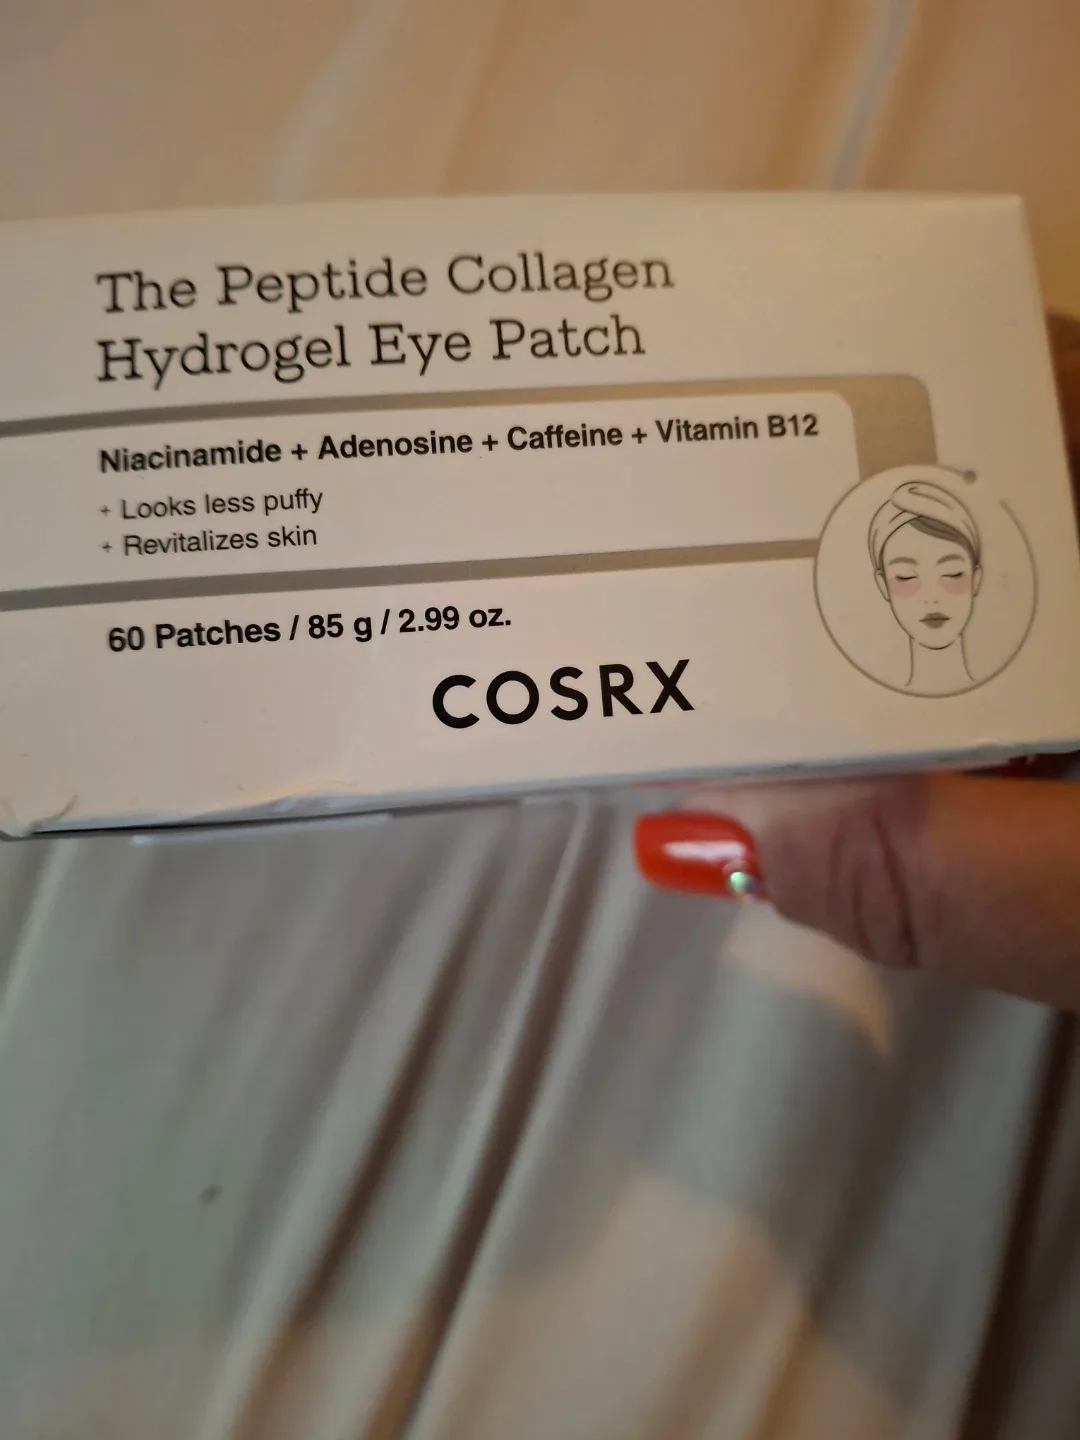 The Peptide Collagen
Hydrogel Eye Patch
Niacinamide + Adenosine + Caffeine + Vitamin B12
+ Looks less puffy
+ Revitalizes skin
60 Patches / 85 g / 2.99 oz.
COSRX